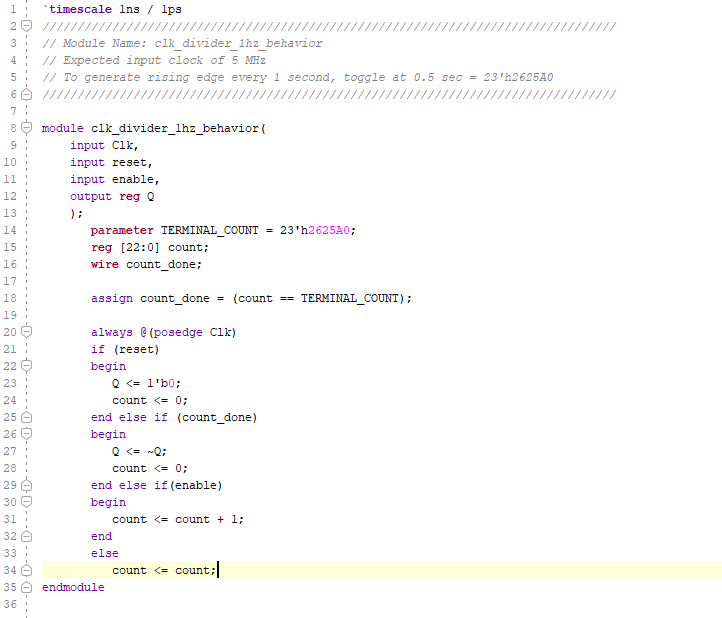 1 `timescale 1ns / 1ps
2 //////////////////////////////////////////////////////////////////////////////////
3 // Module Name: clk_divider_1hz_behavior
4 // Expected input clock of 5 MHz
5 // To generate rising edge every 1 second, toggle at 0.5 sec = 23'h2625A0
6 //////////////////////////////////////////////////////////////////////////////////
7
8 module clk_divider_1hz_behavior(
9     input Clk,
10     input reset,
11     input enable,
12     output reg Q
13     );
14        parameter TERMINAL_COUNT = 23'h2625A0;
15        reg [22:0] count;
16        wire count_done;
17
18        assign count_done = (count == TERMINAL_COUNT);
19
20        always @(posedge Clk)
21        if (reset)
22        begin
23           Q <= 1'b0;
24           count <= 0;
25        end else if (count_done)
26        begin
27           Q <= ~Q;
28           count <= 0;
29        end else if(enable)
30        begin
31           count <= count + 1;
32        end
33        else
34           count <= count;
35 endmodule
36